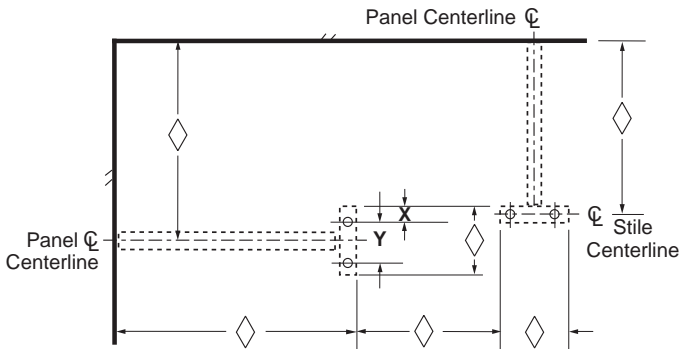 Panel Centerline ℄
X
Y
Panel ℄
Centerline
℄ Stile
Centerline